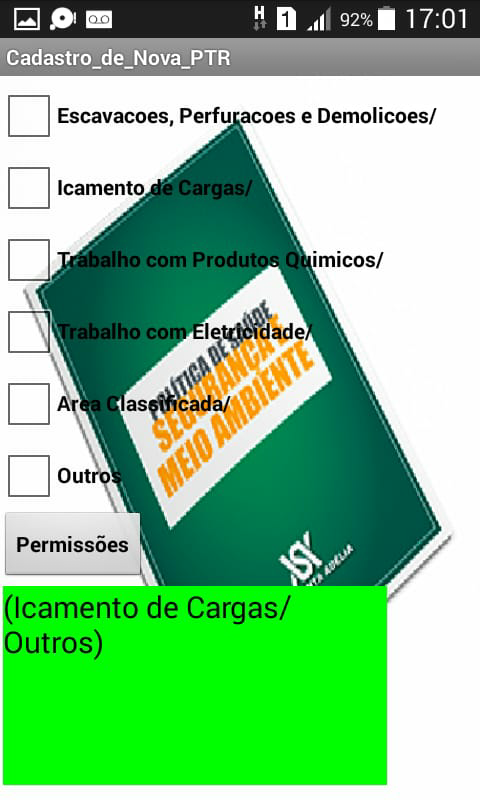 H 1 92% 17:01
Cadastro_de_Nova_PTR
Escavacoes, Perfuracoes e Demolicoes/
Icamento de Cargas/
Trabalho com Produtos Quimicos/
Trabalho com Eletricidade/
POLÍTICA DE SAÚDE
SEGURANÇA E
MEIO AMBIENTE
Area Classificada/
Outros
Permissões
(Icamento de Cargas/
Outros)